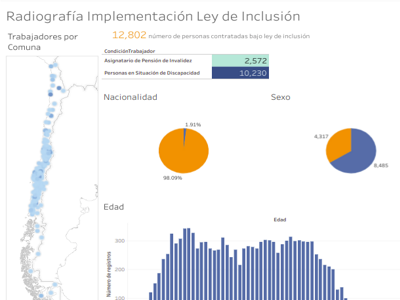 Radiografía Implementación Ley de Inclusión
Trabajadores por
Comuna
12,802 número de personas contratadas bajo ley de inclusión
CondiciónTrabajador
Asignatario de Pensión de Invalidez 2,572
Personas en Situación de Discapacidad 10,230
Nacionalidad
Sexo
1.91%
98.09%
4,317
8,485
Edad
Edad
Número de registros
300
200
100